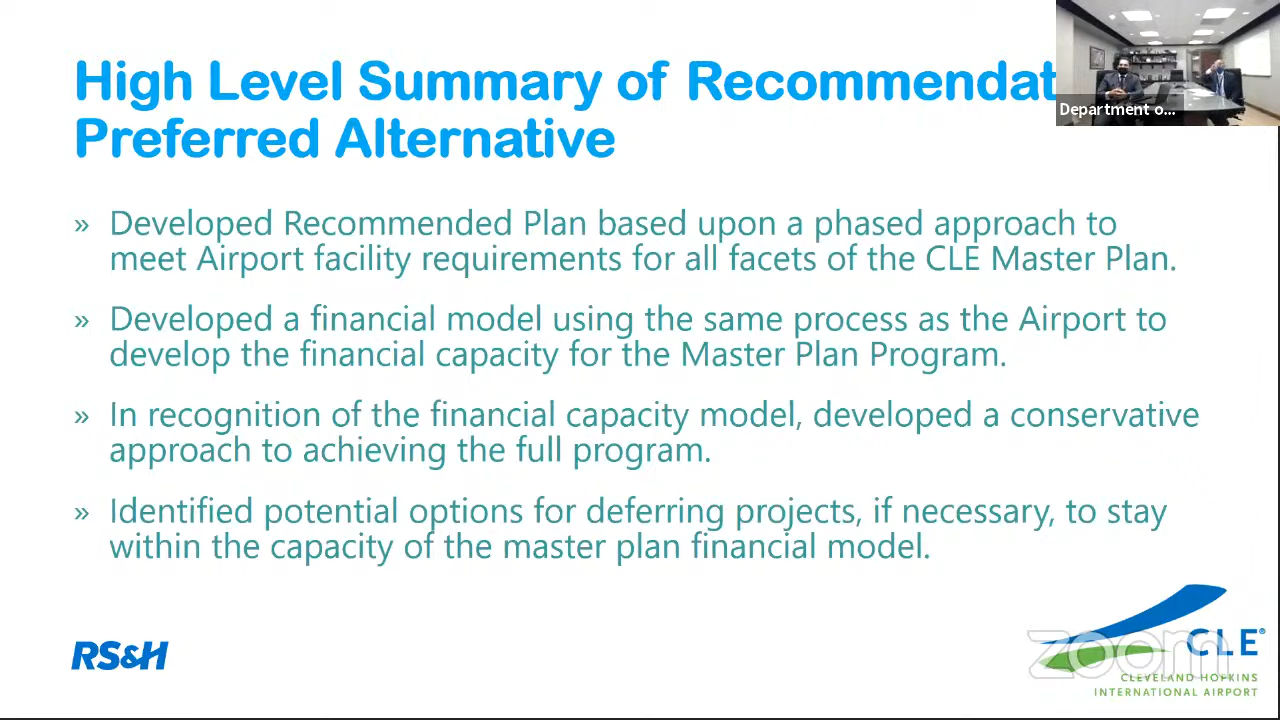 High Level Summary of Recommendat
Preferred Alternative
Department o...
» Developed Recommended Plan based upon a phased approach to
meet Airport facility requirements for all facets of the CLE Master Plan.
» Developed a financial model using the same process as the Airport to
develop the financial capacity for the Master Plan Program.
» In recognition of the financial capacity model, developed a conservative
approach to achieving the full program.
» Identified potential options for deferring projects, if necessary, to stay
within the capacity of the master plan financial model.
RS&H
zoom
CLE®
CLEVELAND HOPKINS
INTERNATIONAL AIRPORT